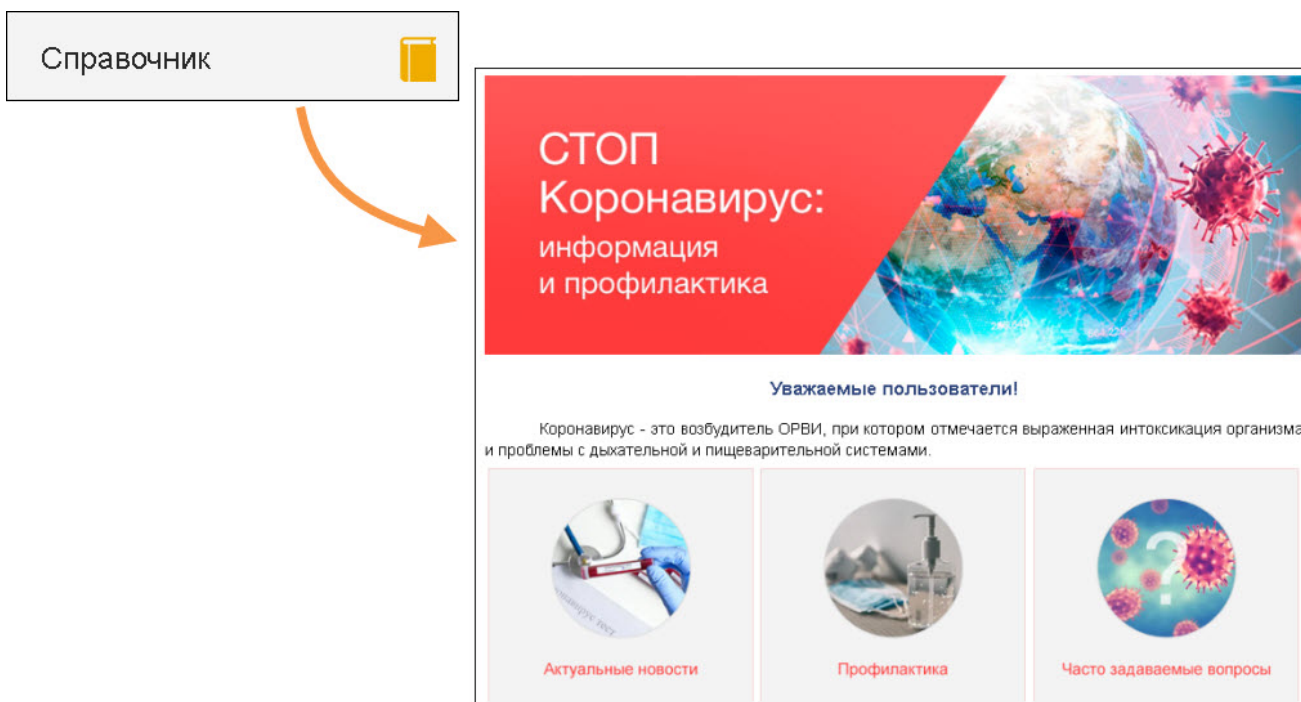 Справочник
СТОП
Коронавирус:
информация
и профилактика
Уважаемые пользователи!
Коронавирус - это возбудитель ОРВИ, при котором отмечается выраженная интоксикация организма
и проблемы с дыхательной и пищеварительной системами.
?
Актуальные новости
Профилактика
Часто задаваемые вопросы